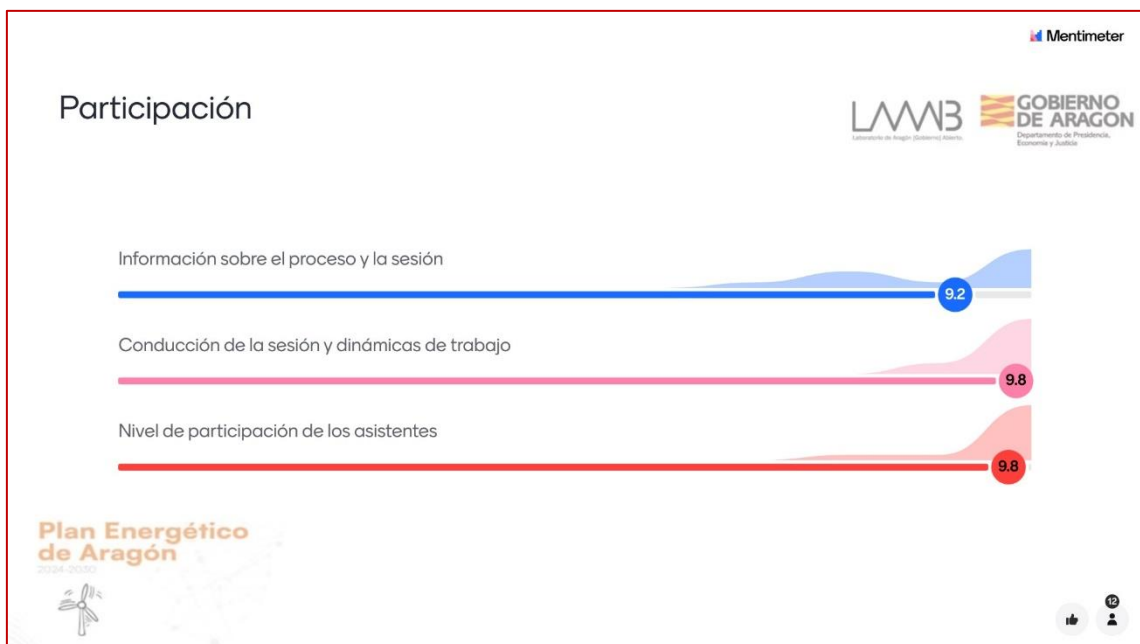 Mentimeter
Participación
LAAAB
Laboratorio de Aragón [Gobierno] Abierto
GOBIERNO
DE ARAGON
Departamento de Presidencia,
Economía y Justicia
Información sobre el proceso y la sesión
9.2
Conducción de la sesión y dinámicas de trabajo
9.8
Nivel de participación de los asistentes
9.8
Plan Energético
de Aragón
2024-2030
12